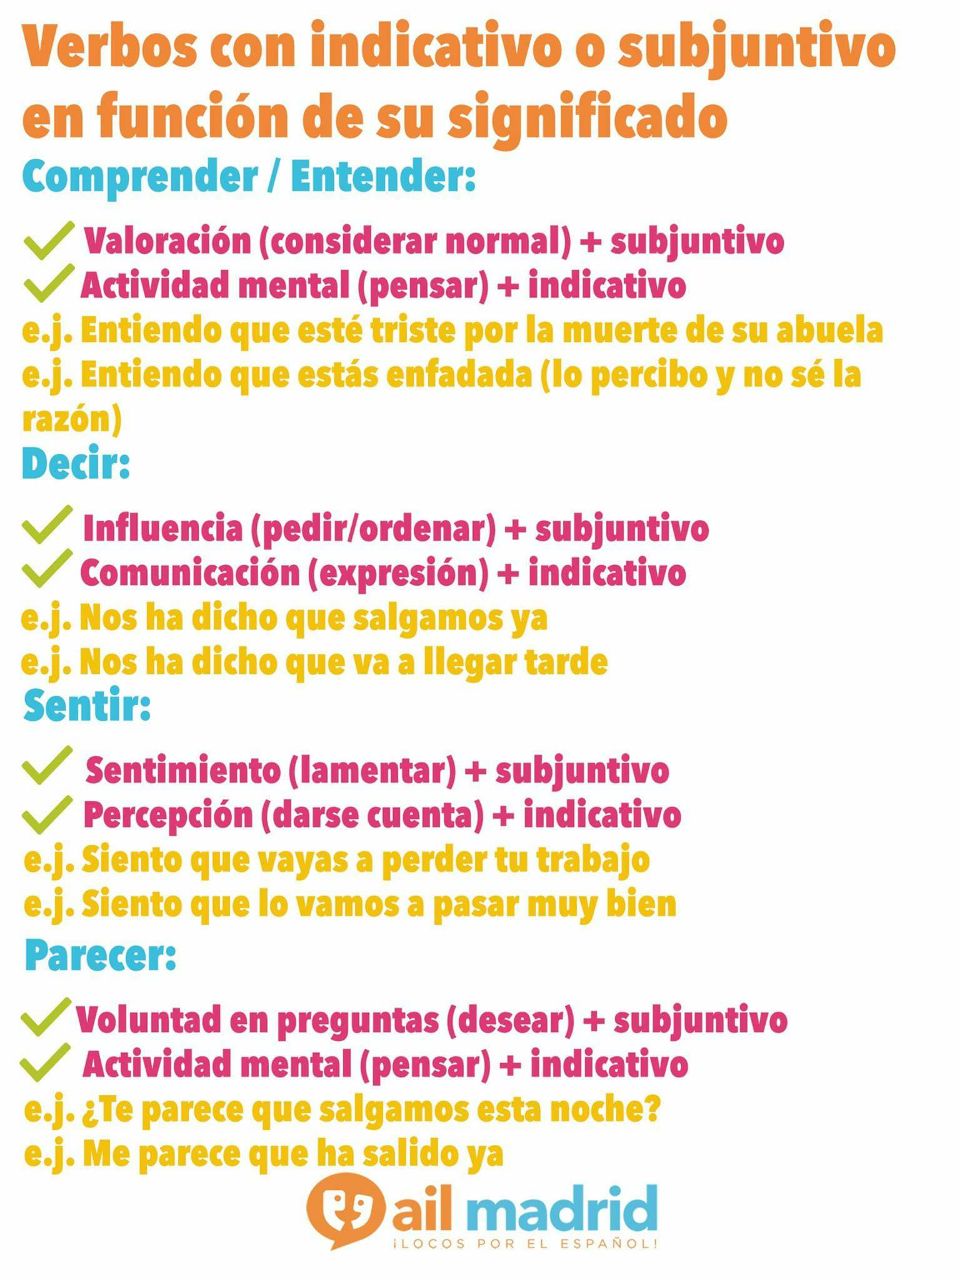 Verbos con indicativo o subjuntivo
en función de su significado
Comprender / Entender:
Valoración (considerar normal) + subjuntivo
Actividad mental (pensar) + indicativo
e.j. Entiendo que esté triste por la muerte de su abuela
e.j. Entiendo que estás enfadada (lo percibo y no sé la
razón)
Decir:
Influencia (pedir/ordenar) + subjuntivo
Comunicación (expresión) + indicativo
e.j. Nos ha dicho que salgamos ya
e.j. Nos ha dicho que va a llegar tarde
Sentir:
Sentimiento (lamentar) + subjuntivo
Percepción (darse cuenta) + indicativo
e.j. Siento que vayas a perder tu trabajo
e.j. Siento que lo vamos a pasar muy bien
Parecer:
Voluntad en preguntas (desear) + subjuntivo
Actividad mental (pensar) + indicativo
e.j. ¿Te parece que salgamos esta noche?
e.j. Me parece que ha salido ya
ail madrid
¡LOCOS POR EL ESPAÑOL!